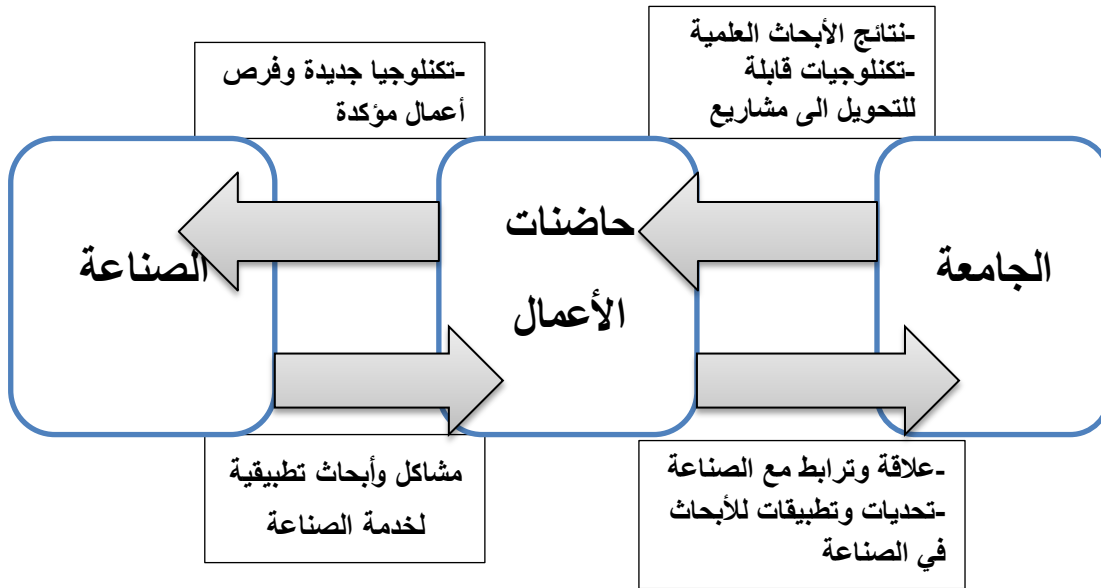 -نتائج الأبحاث العلمية
-تكنلوجيات قابلة
للتحويل الى مشاريع
-تكنلوجيا جديدة وفرص
أعمال مؤكدة
الجامعة
حاضنات
الأعمال
الصناعة
-علاقة وترابط مع الصناعة
-تحديات وتطبيقات للأبحاث
في الصناعة
مشاكل وأبحاث تطبيقية
لخدمة الصناعة